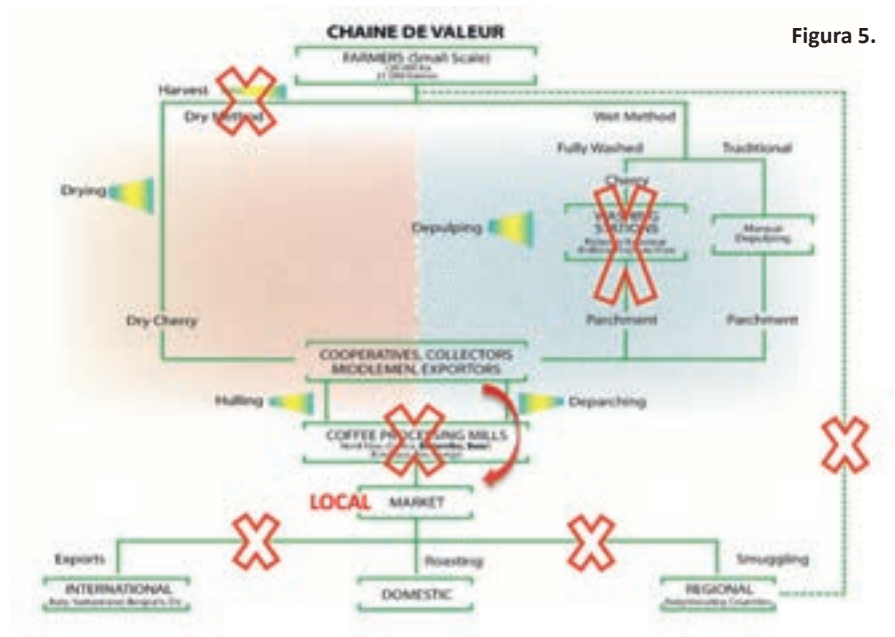 Figura 5.
CHAINE DE VALEUR
FARMERS (Small Scale)
Harvest
Dry Method
Wet Method
Fully Washed
Traditional
Cherry
Drying
WASHING
STATIONS
Depulping
Manual
Depulping
Dry Cherry
Parchment
Parchment
COOPERATIVES, COLLECTORS
MIDDLEMEN, EXPORTORS
Hulling
Deparching
COFFEE PROCESSING MILLS
LOCAL MARKET
Exports
Roasting
Smuggling
INTERNATIONAL
DOMESTIC
REGIONAL